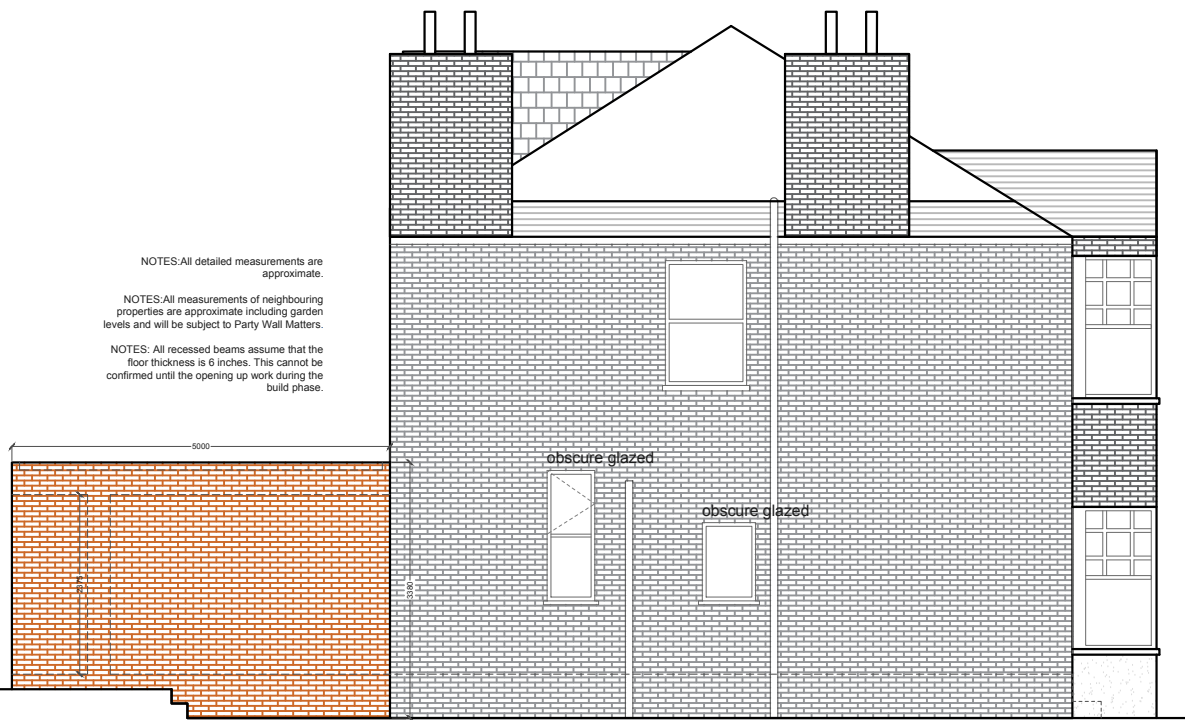 NOTES:All detailed measurements are
approximate.
NOTES:All measurements of neighbouring
properties are approximate including garden
levels and will be subject to Party Wall Matters.
NOTES: All recessed beams assume that the
floor thickness is 6 inches. This cannot be
confirmed until the opening up work during the
build phase.
5000
obscure glazed
obscure glazed
2375
3380